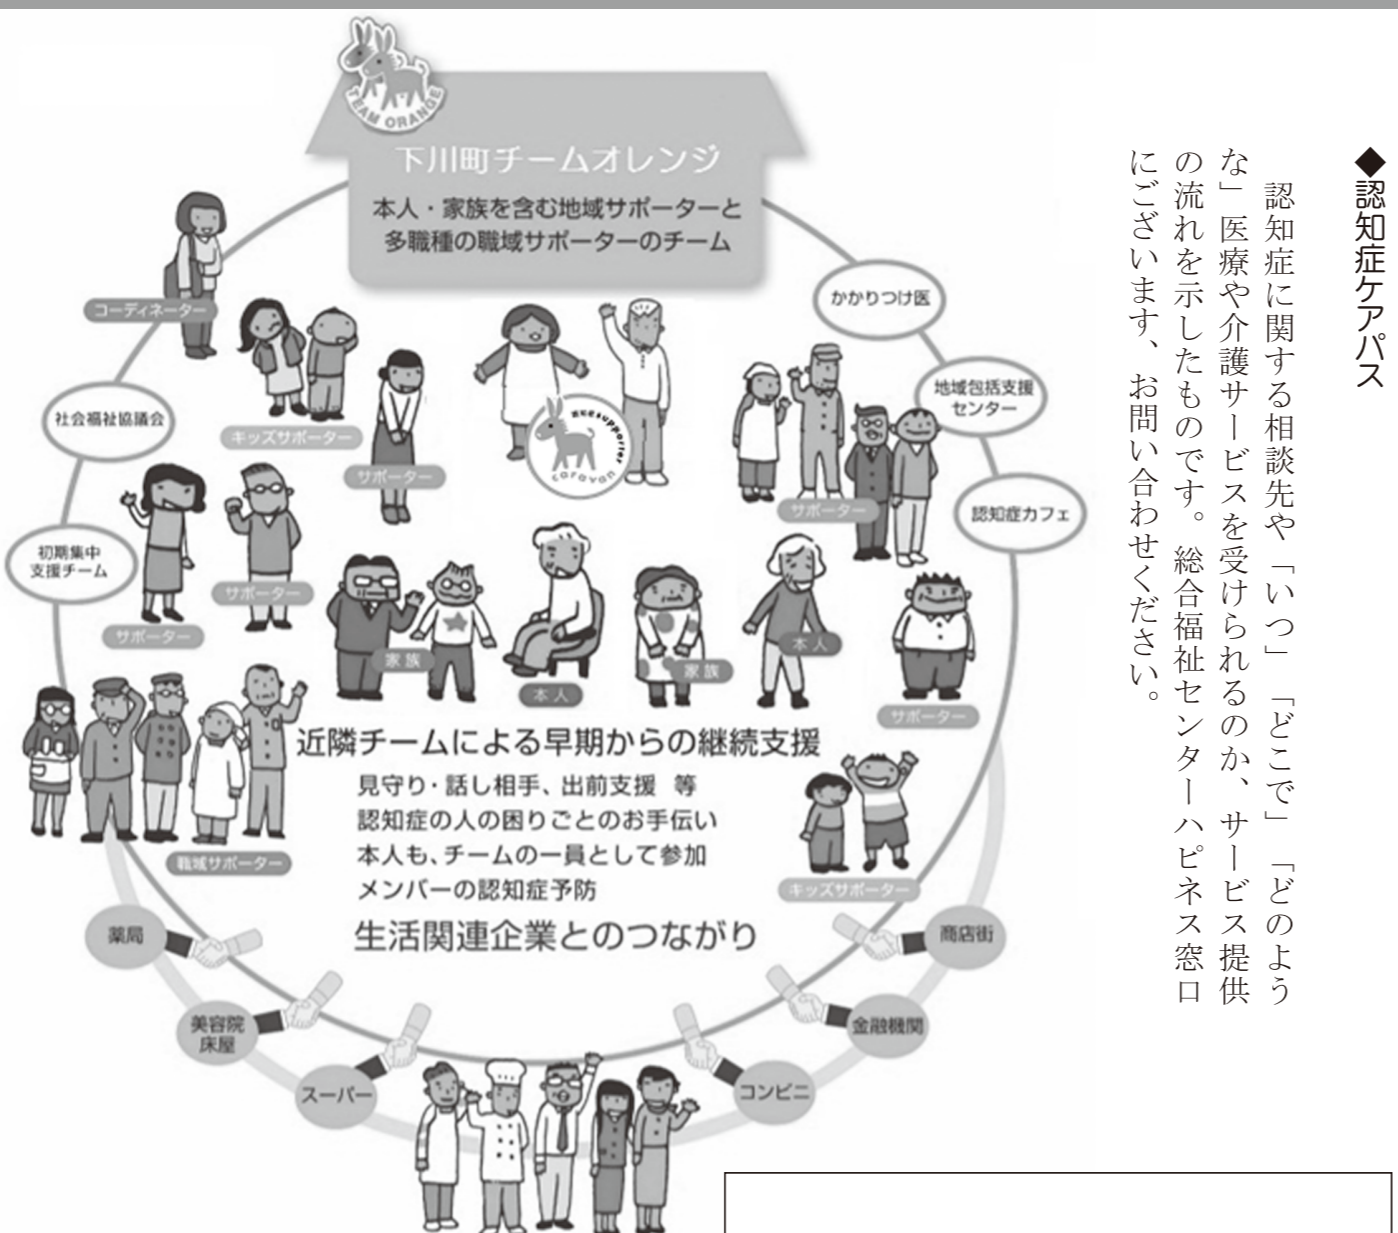 ◆認知症ケアパス
認知症に関する相談先や「いつ」「どこで」「どのよう
な」医療や介護サービスを受けられるのか、サービス提供
の流れを示したものです。総合福祉センターハピネス窓口
にございます、お問い合わせください。
TEAM ORANGE
下川町チームオレンジ
本人・家族を含む地域サポーターと
多職種の職域サポーターのチーム
コーディネーター
かかりつけ医
社会福祉協議会
キッズサポーター
サポーター
caravan
地域包括支援
センター
サポーター
認知症カフェ
初期集中
支援チーム
サポーター
サポーター
家族
本人
家族
本人
サポーター
近隣チームによる早期からの継続支援
見守り・話し相手、出前支援 等
認知症の人の困りごとのお手伝い
本人も、チームの一員として参加
メンバーの認知症予防
職域サポーター
キッズサポーター
生活関連企業とのつながり
薬局
商店街
美容院
床屋
金融機関
スーパー
コンビニ